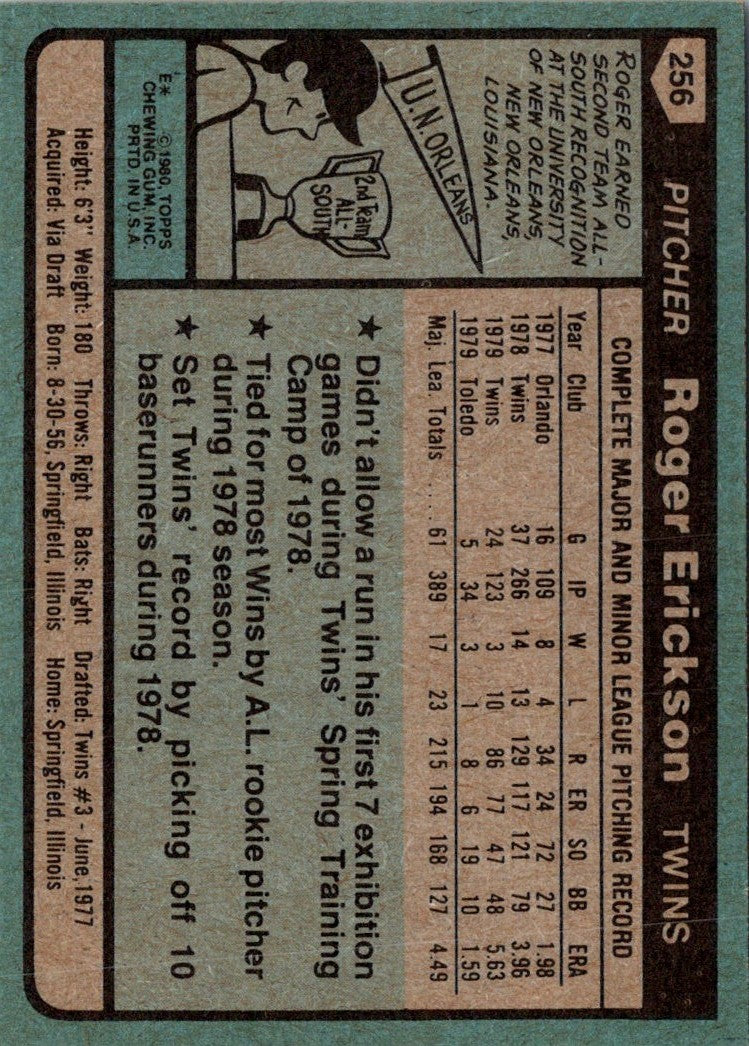 256 PITCHER Roger Erickson TWINS
ROGER EARNED
SECOND TEAM ALL-
SOUTH RECOGNITION
AT THE UNIVERSITY
OF NEW ORLEANS,
NEW ORLEANS,
LOUISIANA.
U.N. ORLEANS
2nd Team
ALL-
SOUTH
E* © 1980, TOPPS
CHEWING GUM, INC.
PRTD. IN U.S.A.
COMPLETE MAJOR AND MINOR LEAGUE PITCHING RECORD
Year Club G IP W L R ER SO BB ERA
1977 Orlando 16 109 8 4 34 24 72 27 1.98
1978 Twins 37 266 14 13 129 117 121 79 3.96
1979 Twins 24 123 3 10 86 77 47 48 5.63
1979 Toledo 5 34 3 1 8 6 19 10 1.59
Maj. Lea. Totals ..... 61 389 17 23 215 194 168 127 4.49
★ Didn't allow a run in his first 7 exhibition
games during Twins' Spring Training
Camp of 1978.
★ Tied for most Wins by A.L. rookie pitcher
during 1978 season.
★ Set Twins' record by picking off 10
baserunners during 1978.
Height: 6'3" Weight: 180 Throws: Right Bats: Right Drafted: Twins #3 - June, 1977
Acquired: Via Draft Born: 8-30-56, Springfield, Illinois Home: Springfield, Illinois